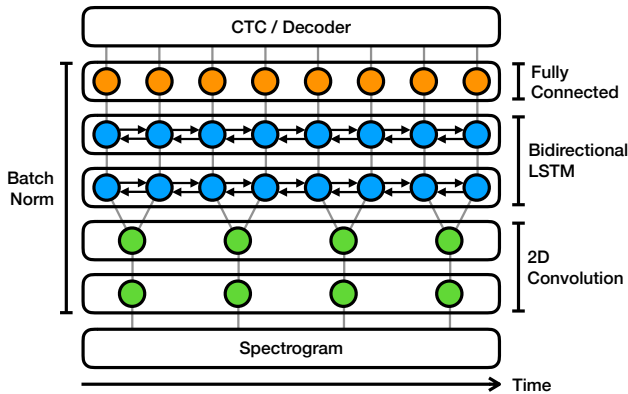 CTC / Decoder
Fully
Connected
Bidirectional
LSTM
Batch
Norm
2D
Convolution
Spectrogram
Time